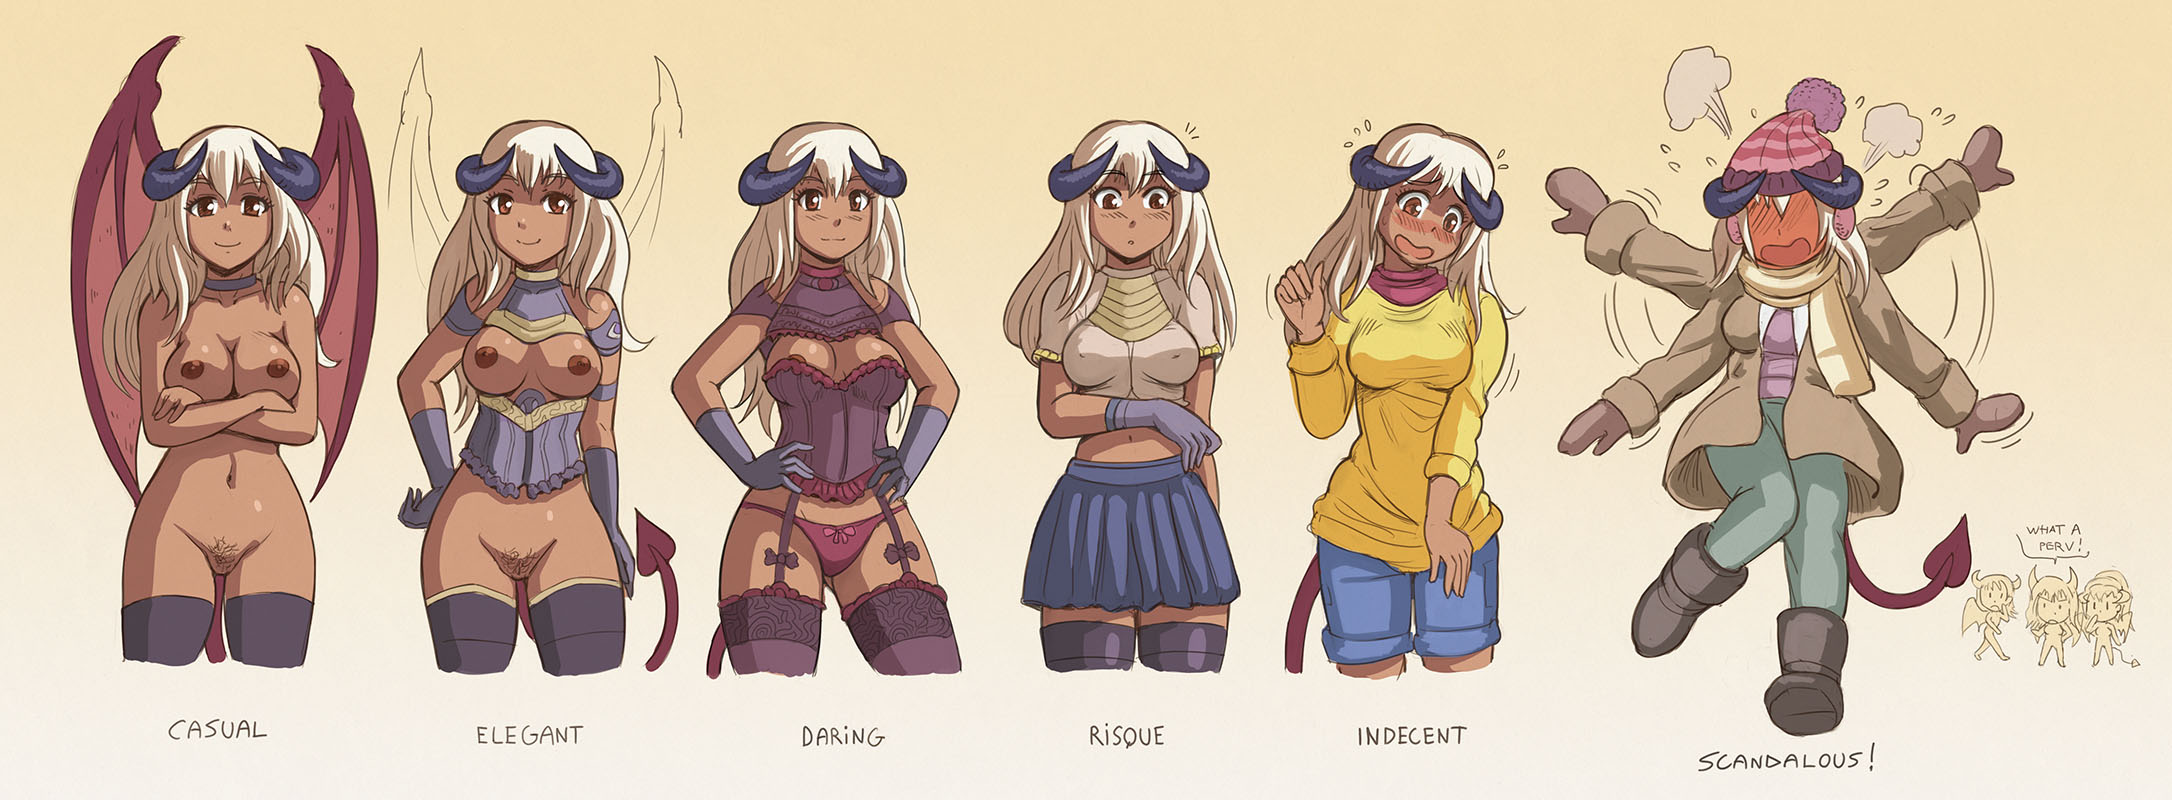 CASUAL
ELEGANT
DARiNG
RiSQUE
INDECENT
SCANDALOUS!
WHAT A
PERV!